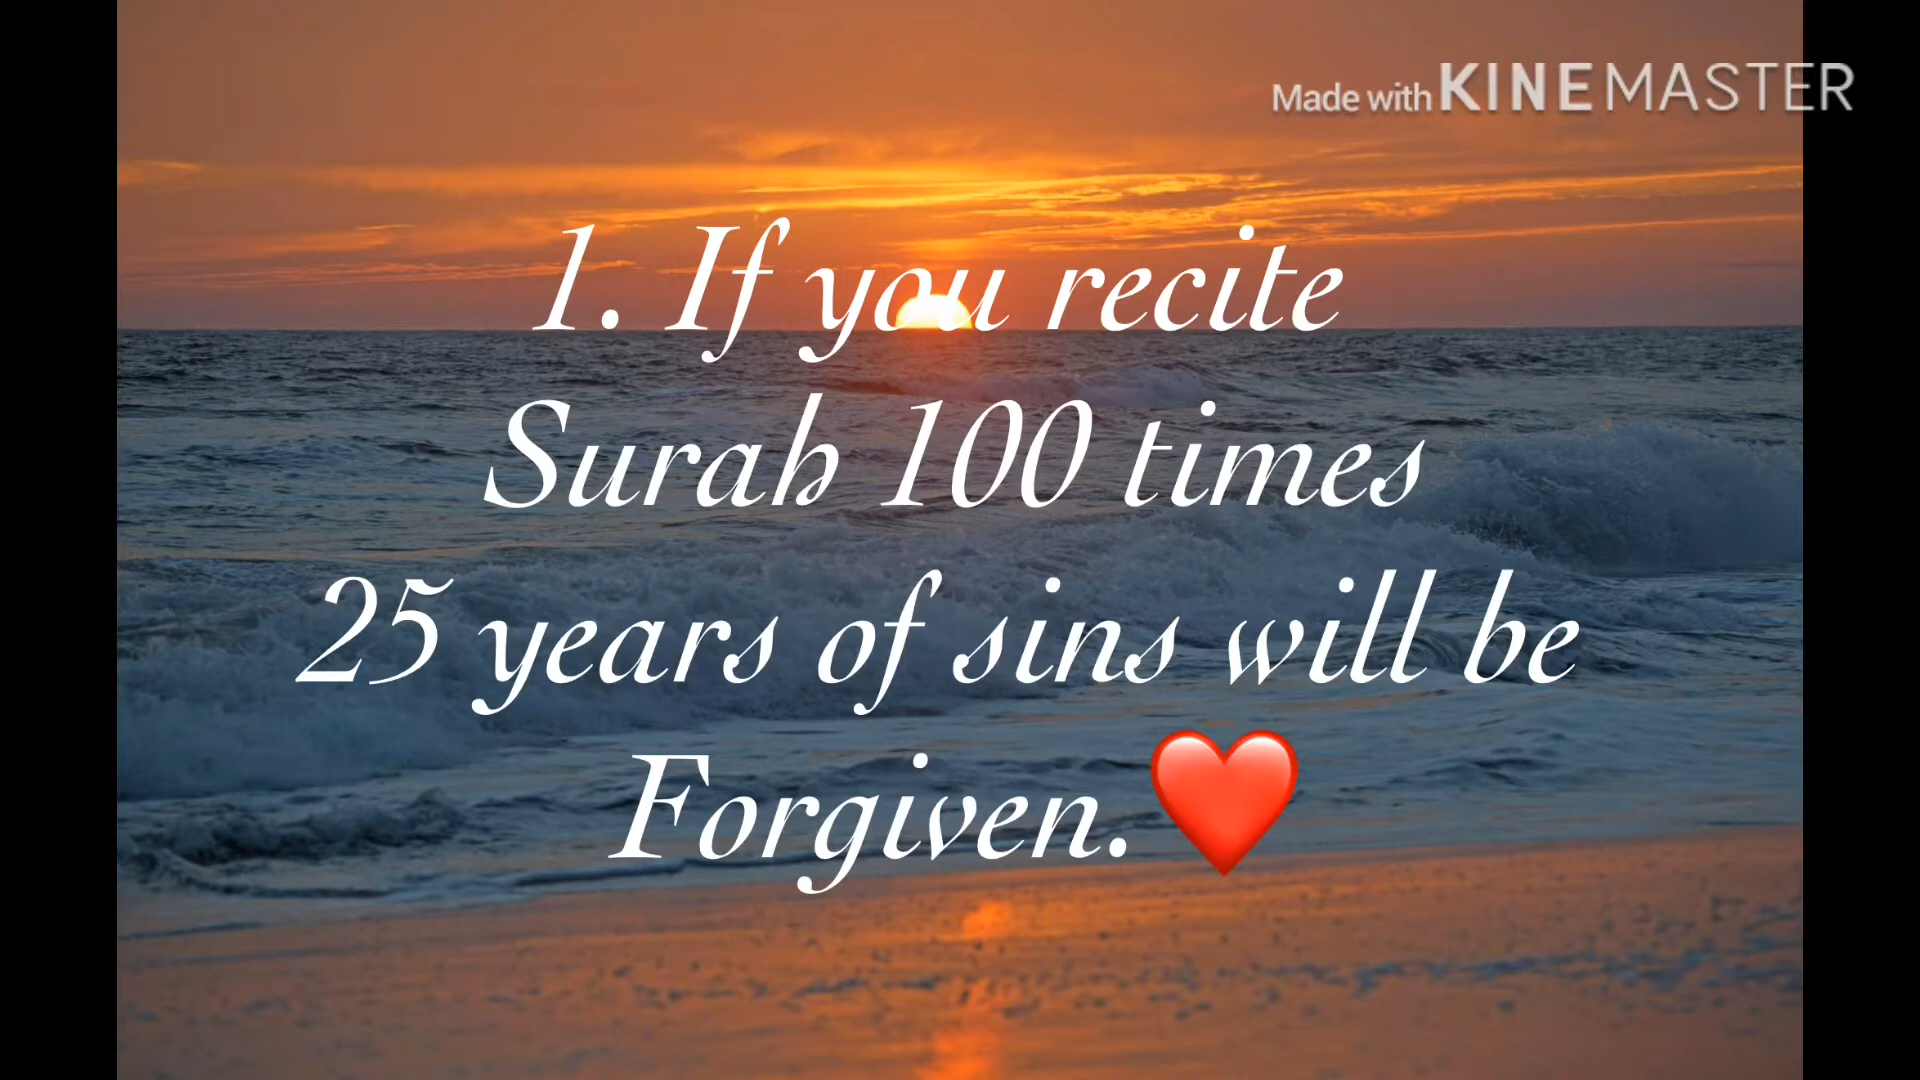 Made with KINEMASTER
1. If you recite
Surah 100 times
25 years of sins will be
Forgiven.❤️